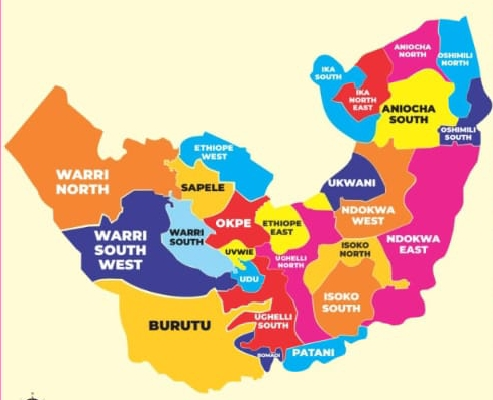 ANIOCHA
NORTH
OSHIMILI
NORTH
IKA
SOUTH
IKA
NORTH
EAST
ANIOCHA
SOUTH
OSHIMILI
SOUTH
ETHIOPE
WEST
WARRI
NORTH
SAPELE
UKWANI
NDOKWA
WEST
OKPE
ETHIOPE
EAST
WARRI
SOUTH
WEST
WARRI
SOUTH
UVWIE
ISOKO
NORTH
NDOKWA
EAST
UGHELLI
NORTH
UDU
ISOKO
SOUTH
BURUTU
UGHELLI
SOUTH
BOMADI
PATANI